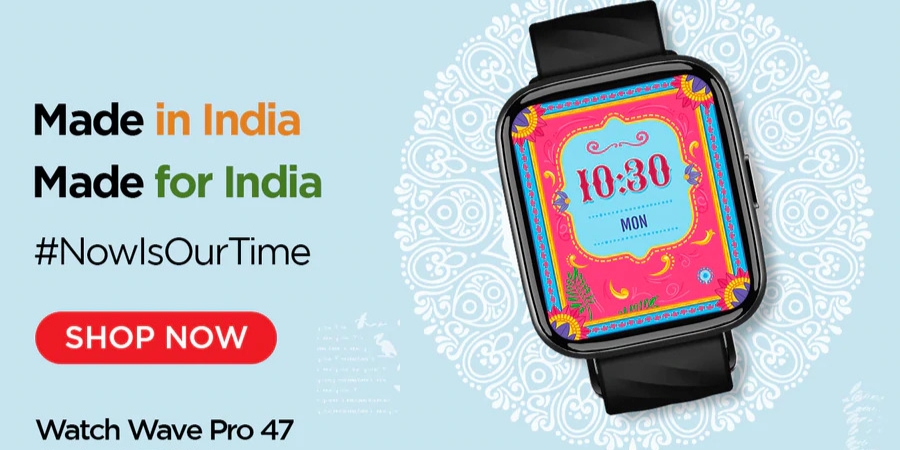 Made in India
Made for India
#NowIsOurTime
SHOP NOW
Watch Wave Pro 47
10:30
MON